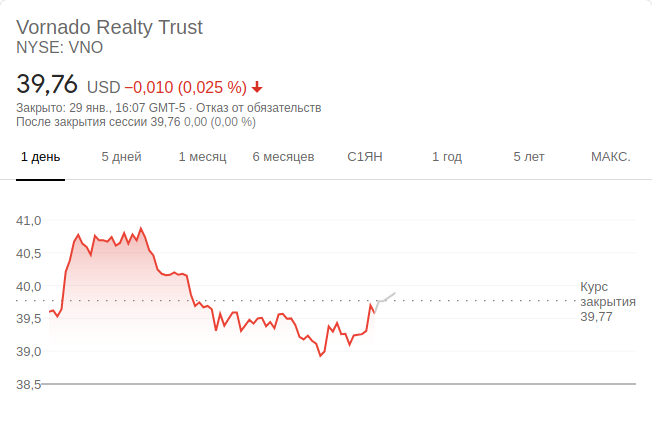 Vornado Realty Trust
NYSE: VNO
39,76 USD −0,010 (0,025 %)
Закрыто: 29 янв., 16:07 GMT-5 · Отказ от обязательств
После закрытия сессии 39,76 0,00 (0,00 %)
1 день 5 дней 1 месяц 6 месяцев С1ЯН 1 год 5 лет МАКС.
41,0
40,5
40,0
39,5
39,0
38,5
Курс
закрытия
39,77